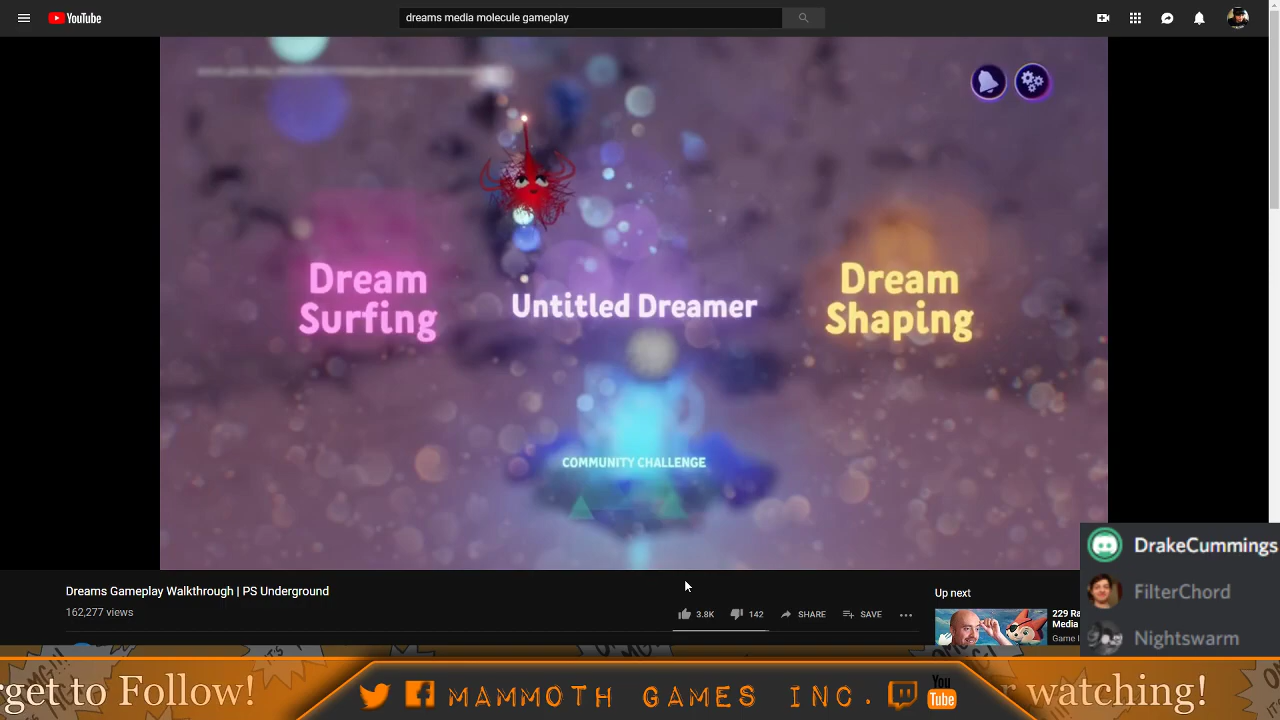 YouTube
dreams media molecule gameplay
Dream
Surfing
Untitled Dreamer
Dream
Shaping
COMMUNITY CHALLENGE
Dreams Gameplay Walkthrough | PS Underground
162,277 views
3.8K
142
SHARE
SAVE
Up next
229 Ra
Media
Game I
DrakeCummings
FilterChord
Nightswarm
rget to Follow!
MAMMOTH GAMES INC.
You
Tube
r watching!